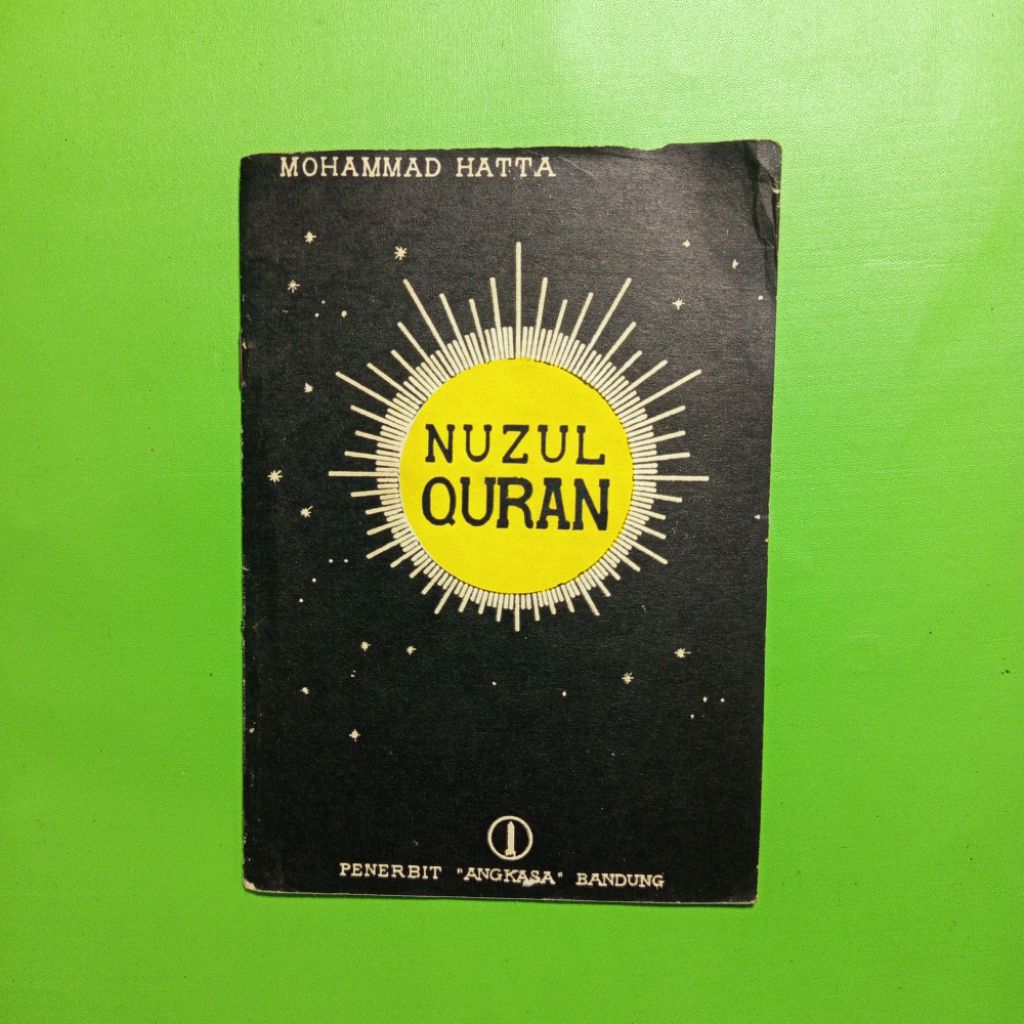 MOHAMMAD HATTA
NUZUL
QURAN
PENERBIT "ANGKASA" BANDUNG